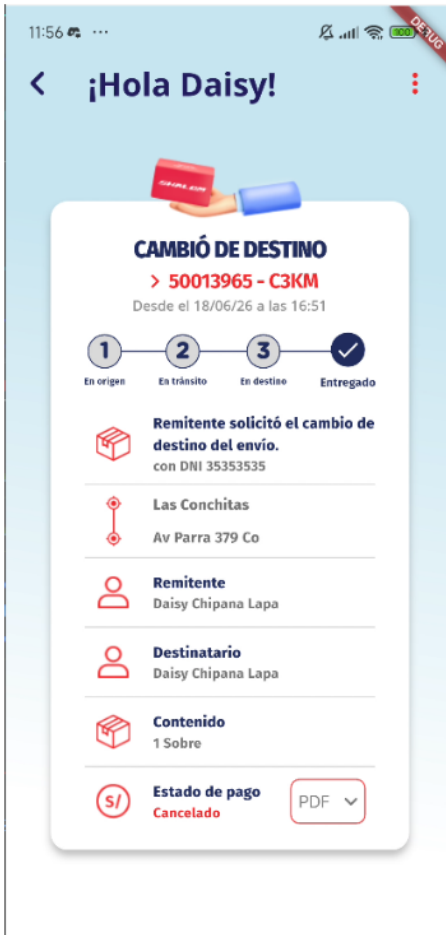 11:56
100
DEBUG
¡Hola Daisy!
SHALOM
CAMBIÓ DE DESTINO
> 50013965 - C3KM
Desde el 18/06/26 a las 16:51
1 2 3
En origen En tránsito En destino Entregado
Remitente solicitó el cambio de
destino del envío.
con DNI 35353535
Las Conchitas
Av Parra 379 Co
Remitente
Daisy Chipana Lapa
Destinatario
Daisy Chipana Lapa
Contenido
1 Sobre
S/
Estado de pago
Cancelado
PDF